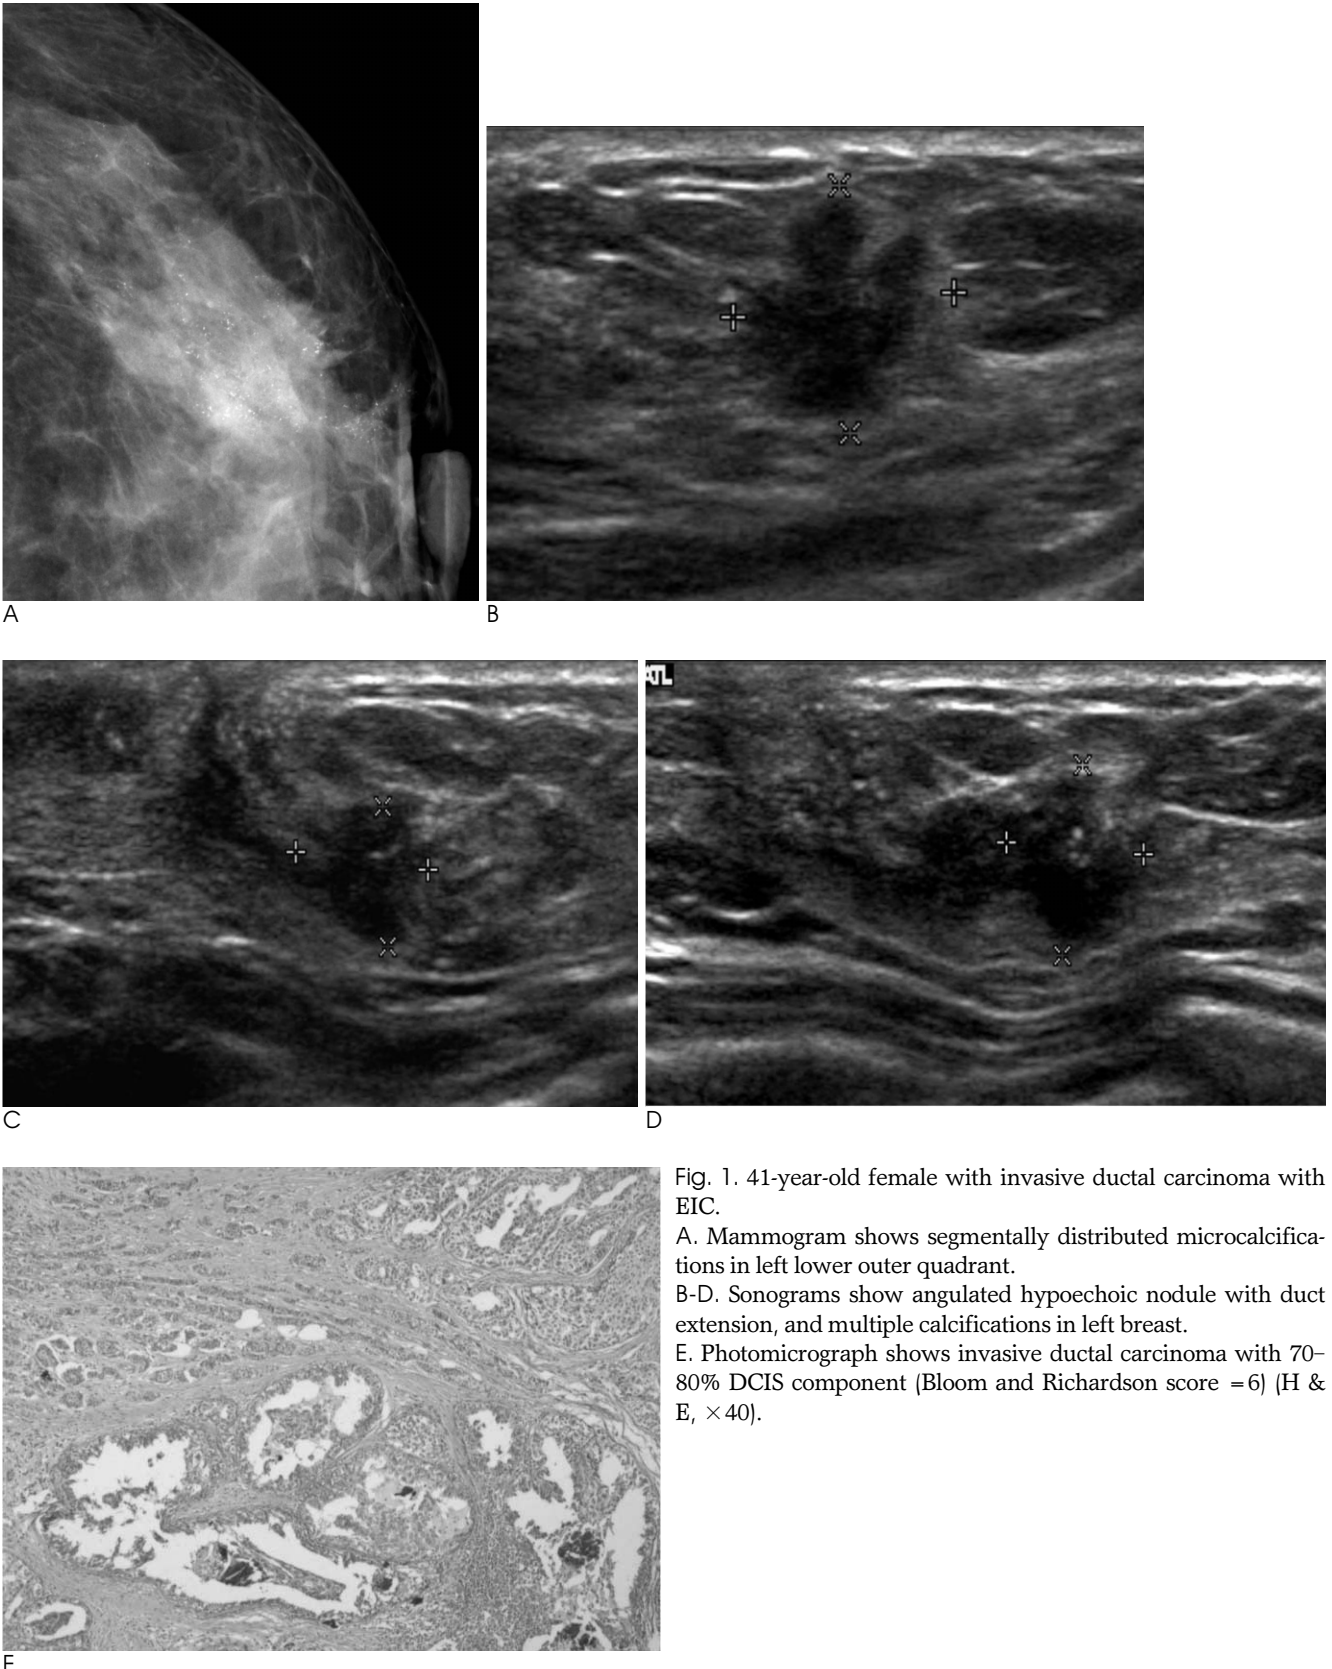 A
B
ATL
C
D
E
Fig. 1. 41-year-old female with invasive ductal carcinoma with
EIC.
A. Mammogram shows segmentally distributed microcalcifica-
tions in left lower outer quadrant.
B-D. Sonograms show angulated hypoechoic nodule with duct
extension, and multiple calcifications in left breast.
E. Photomicrograph shows invasive ductal carcinoma with 70–
80% DCIS component (Bloom and Richardson score =6) (H &
E, ×40).